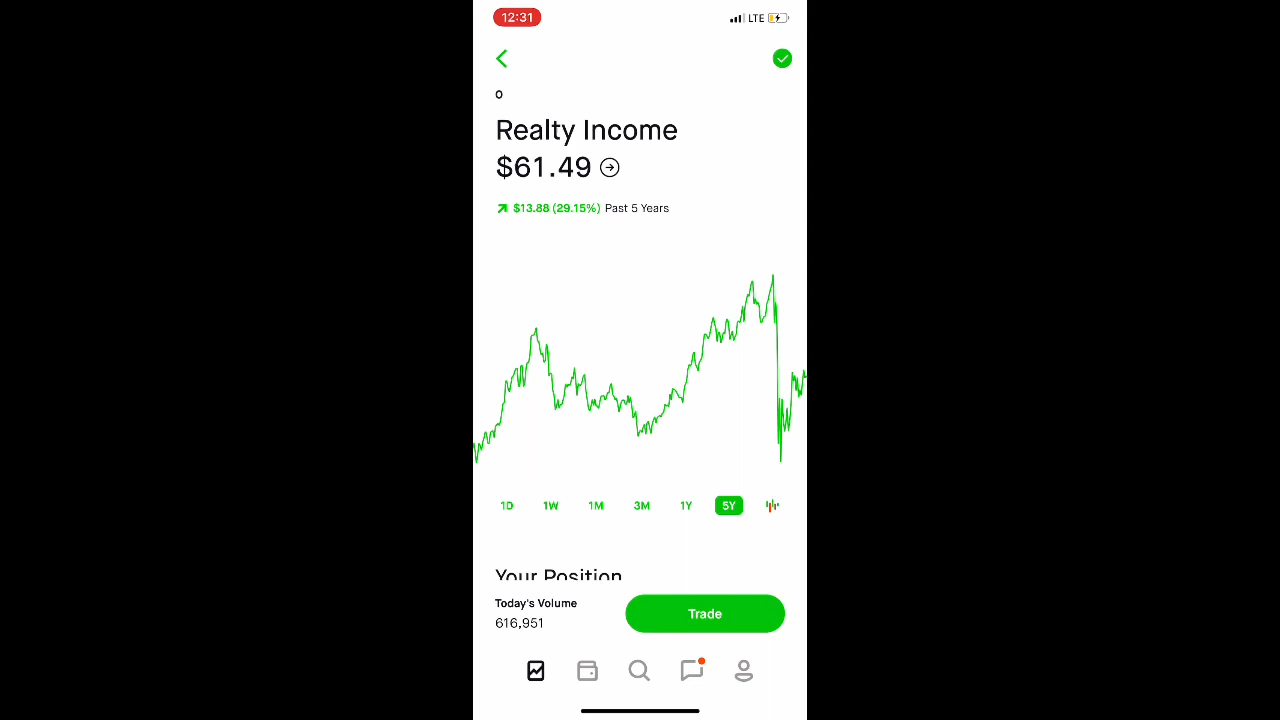 12:31 LTE
O
Realty Income
$61.49
$13.88 (29.15%) Past 5 Years
1D 1W 1M 3M 1Y 5Y
Your Position
Today's Volume
616,951
Trade